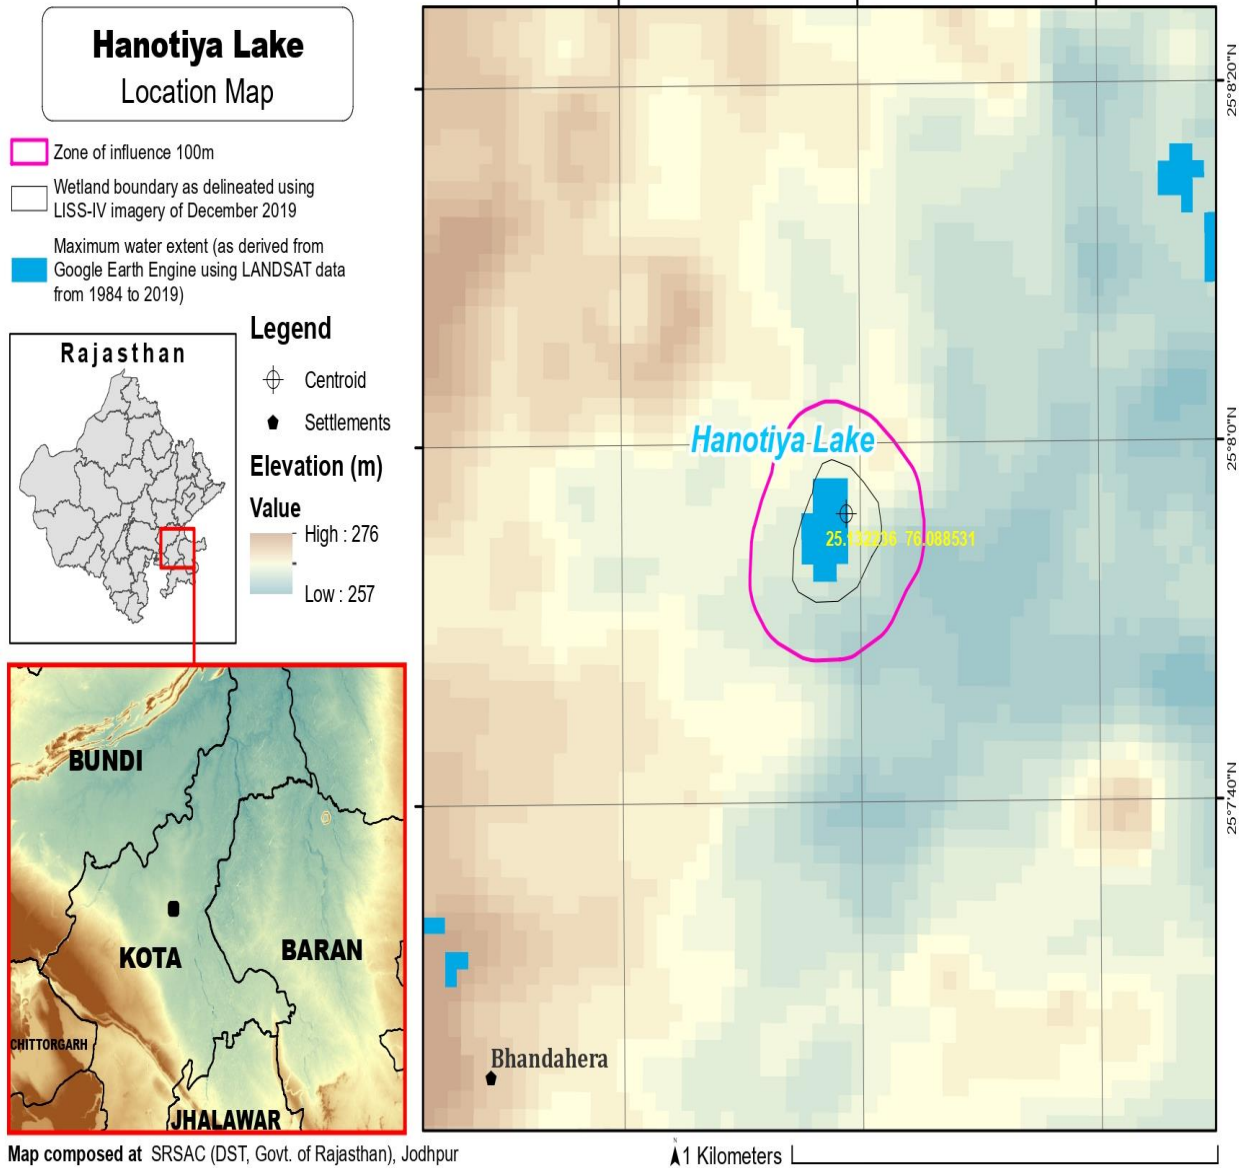 Hanotiya Lake
Location Map
Zone of influence 100m
Wetland boundary as delineated using
LISS-IV imagery of December 2019
Maximum water extent (as derived from
Google Earth Engine using LANDSAT data
from 1984 to 2019)
Rajasthan
Legend
Centroid
Settlements
Elevation (m)
Value
High : 276
Low : 257
BUNDI
KOTA
BARAN
CHITTORGARH
JHALAWAR
Hanotiya Lake
76.088531
Bhandahera
25°8'20"N
25°8'0"N
25°7'40"N
Map composed at SRSAC (DST, Govt. of Rajasthan), Jodhpur
N
1 Kilometers